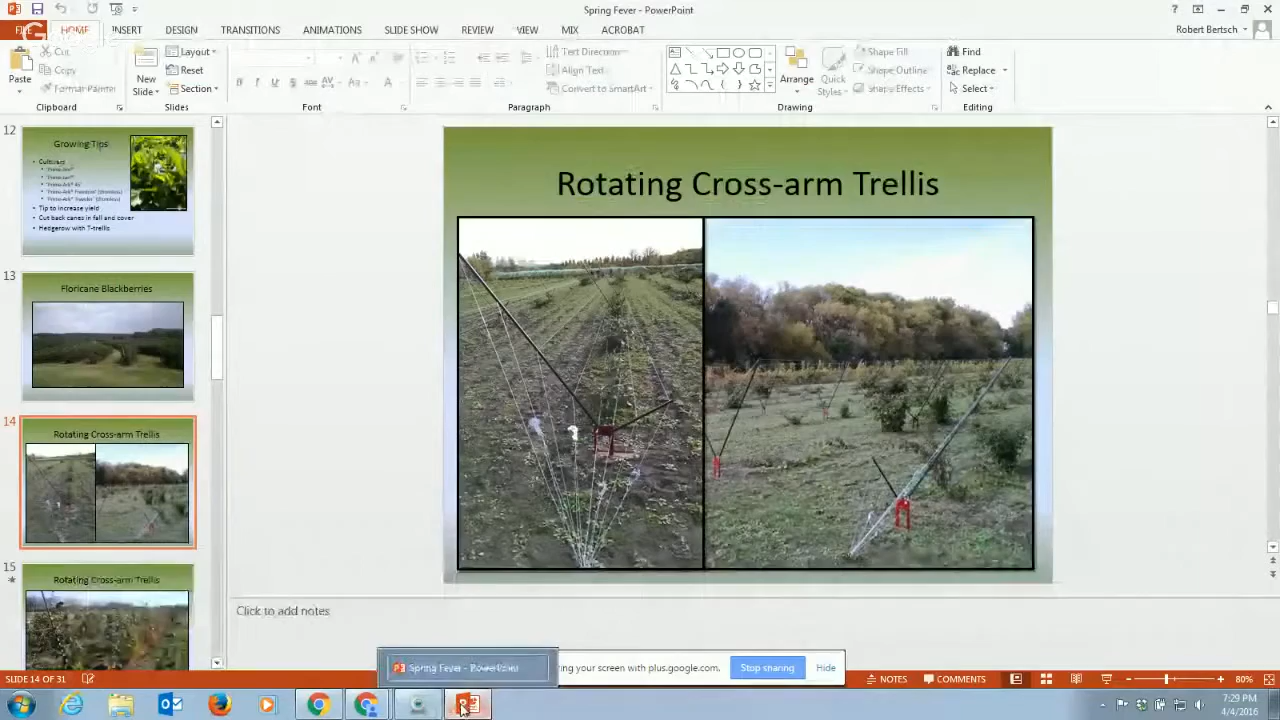 Spring Fever - PowerPoint
FILE HOME INSERT DESIGN TRANSITIONS ANIMATIONS SLIDE SHOW REVIEW VIEW MIX ACROBAT
Robert Bertsch
Paste
Cut
Copy
Format Painter
Clipboard
New Slide
Layout
Reset
Section
Slides
Font
Text Direction
Align Text
Convert to SmartArt
Paragraph
Arrange
Quick Styles
Shape Fill
Shape Outline
Shape Effects
Drawing
Find
Replace
Select
Editing
12
Growing Tips
• Cultivars
• Tip to increase yield
• Cut back canes in fall and cover
• Hedgerow with T-trellis
13
Floricane Blackberries
14
Rotating Cross-arm Trellis
15
Rotating Cross-arm Trellis
Rotating Cross-arm Trellis
Click to add notes
Spring Fever - PowerPoint
your screen with plus.google.com.
Stop sharing
Hide
SLIDE 14 OF 31
NOTES
COMMENTS
80%
7:29 PM
4/4/2016